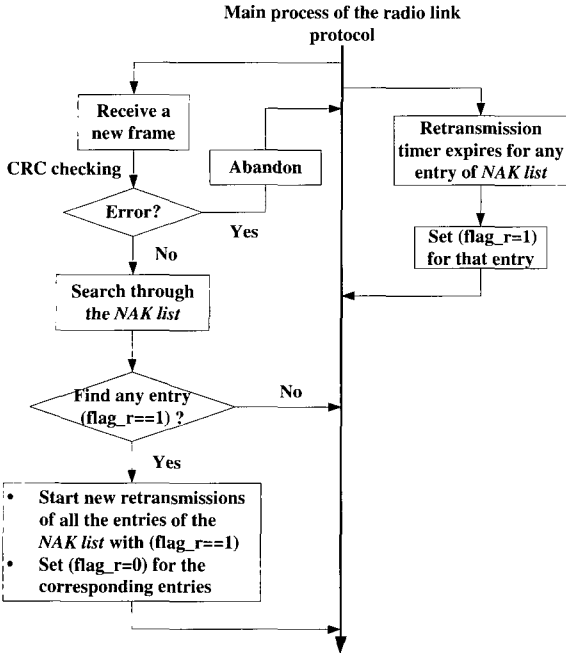 Main process of the radio link
protocol
Receive a
new frame
CRC checking
Abandon
Error?
Yes
No
Search through
the NAK list
Find any entry
(flag_r==1) ?
No
Yes
• Start new retransmissions
of all the entries of the
NAK list with (flag_r==1)
• Set (flag_r=0) for the
corresponding entries
Retransmission
timer expires for any
entry of NAK list
Set (flag_r=1)
for that entry